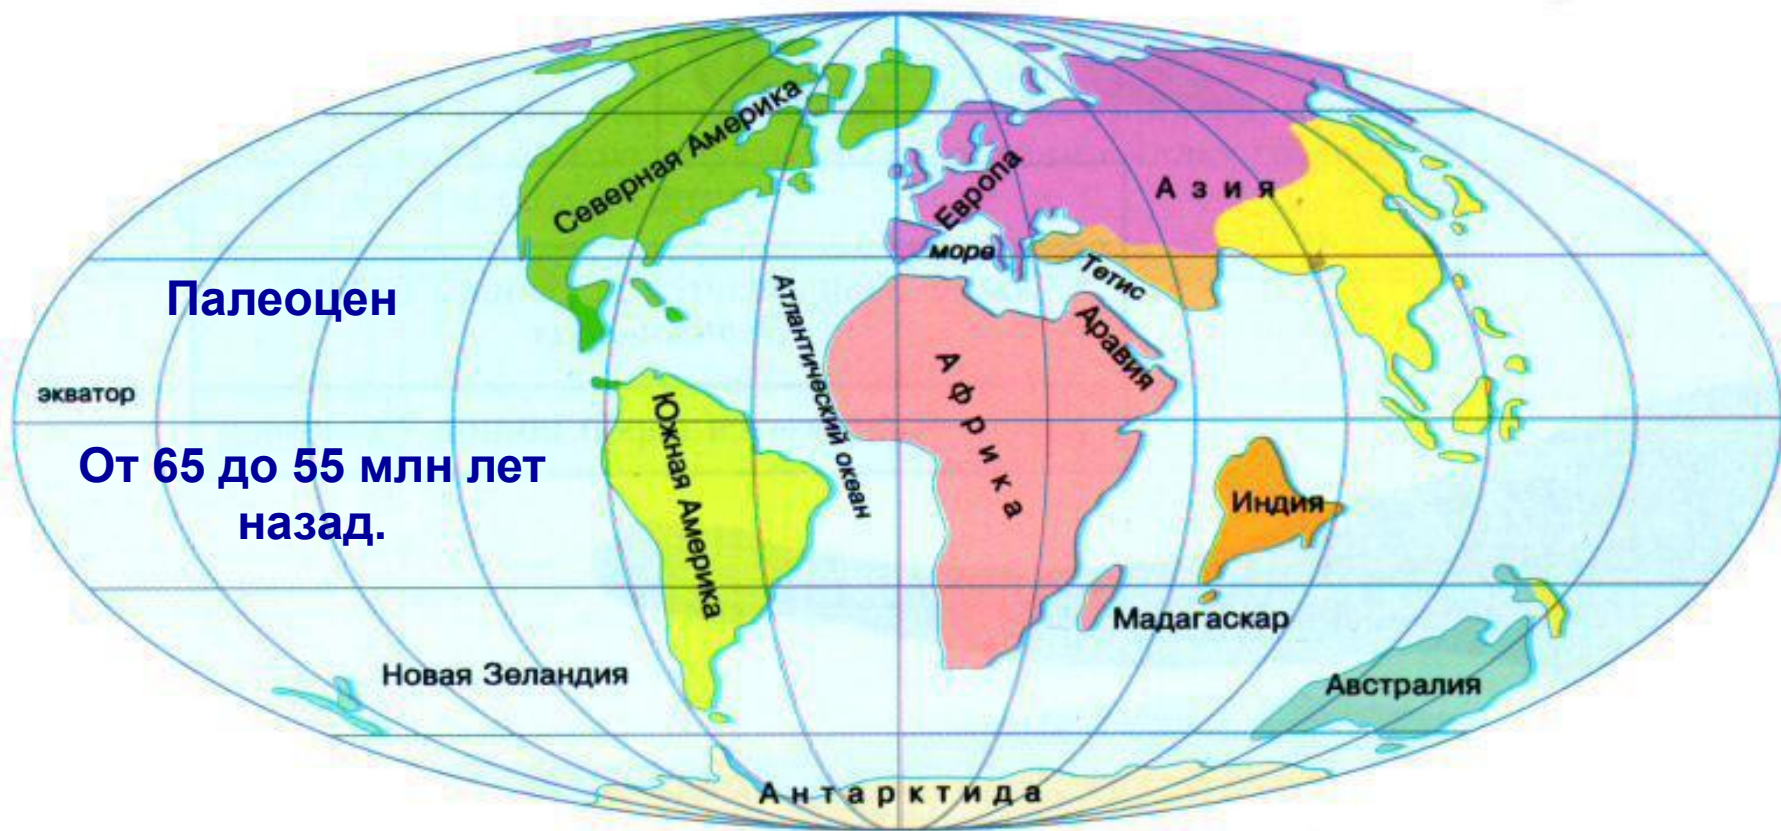 Северная Америка
Европа
Азия
море
Тетис
Палеоцен
Атлантический океан
Аравия
Африка
экватор
Южная Америка
От 65 до 55 млн лет
назад.
Индия
Мадагаскар
Новая Зеландия
Австралия
Антарктида